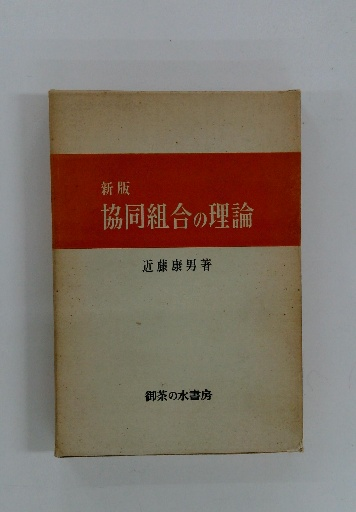 新版
協同組合の理論
近藤康男著
御茶の水書房